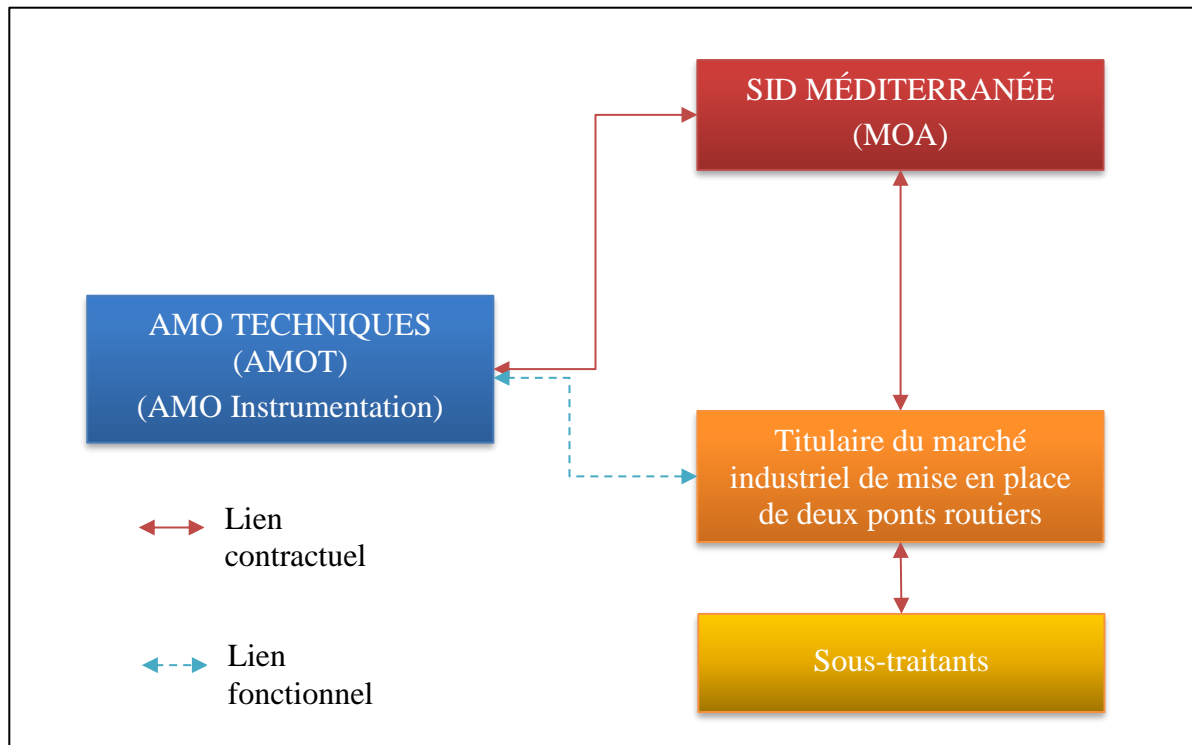 SID MÉDITERRANÉE
(MOA)
AMO TECHNIQUES
(AMOT)
(AMO Instrumentation)
Titulaire du marché
industriel de mise en place
de deux ponts routiers
Lien
contractuel
Sous-traitants
Lien
fonctionnel